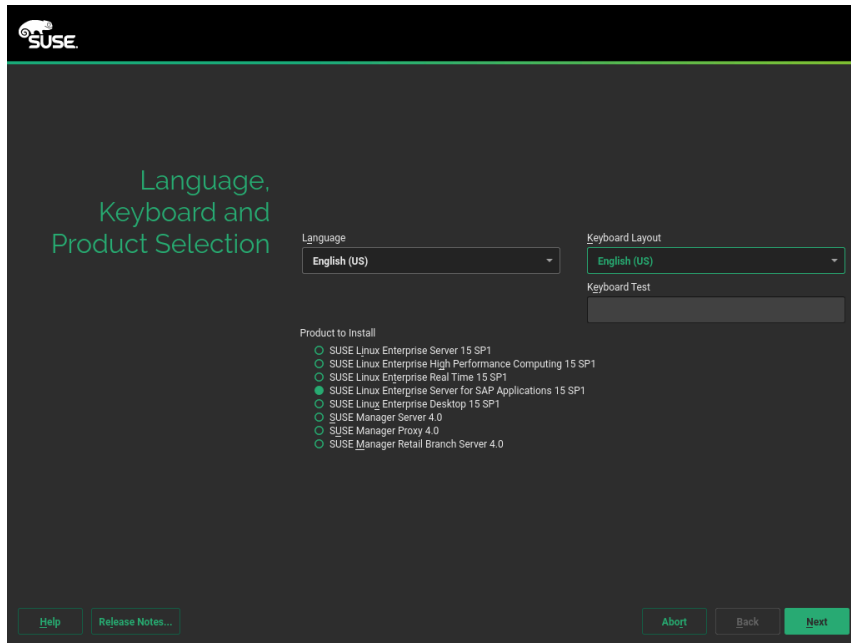 SUSE.
Language,
Keyboard and
Product Selection
Language
English (US)
Keyboard Layout
English (US)
Keyboard Test
Product to Install
SUSE Linux Enterprise Server 15 SP1
SUSE Linux Enterprise High Performance Computing 15 SP1
SUSE Linux Enterprise Real Time 15 SP1
SUSE Linux Enterprise Server for SAP Applications 15 SP1
SUSE Linux Enterprise Desktop 15 SP1
SUSE Manager Server 4.0
SUSE Manager Proxy 4.0
SUSE Manager Retail Branch Server 4.0
Help
Release Notes...
Abort
Back
Next